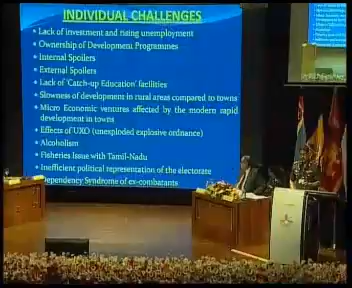 INDIVIDUAL CHALLENGES
Lack of investment and rising unemployment
Ownership of Development Programmes
Internal Spoilers
External Spoilers
Lack of 'Catch-up Education' facilities
Slowness of development in rural areas compared to towns
Micro Economic ventures affected by the modern rapid
development in towns
Effects of UXO (unexploded explosive ordnance)
Alcoholism
Fisheries Issue with Tamil-Nadu
Inefficient political representation of the electorate
Dependency Syndrome of ex-combatants